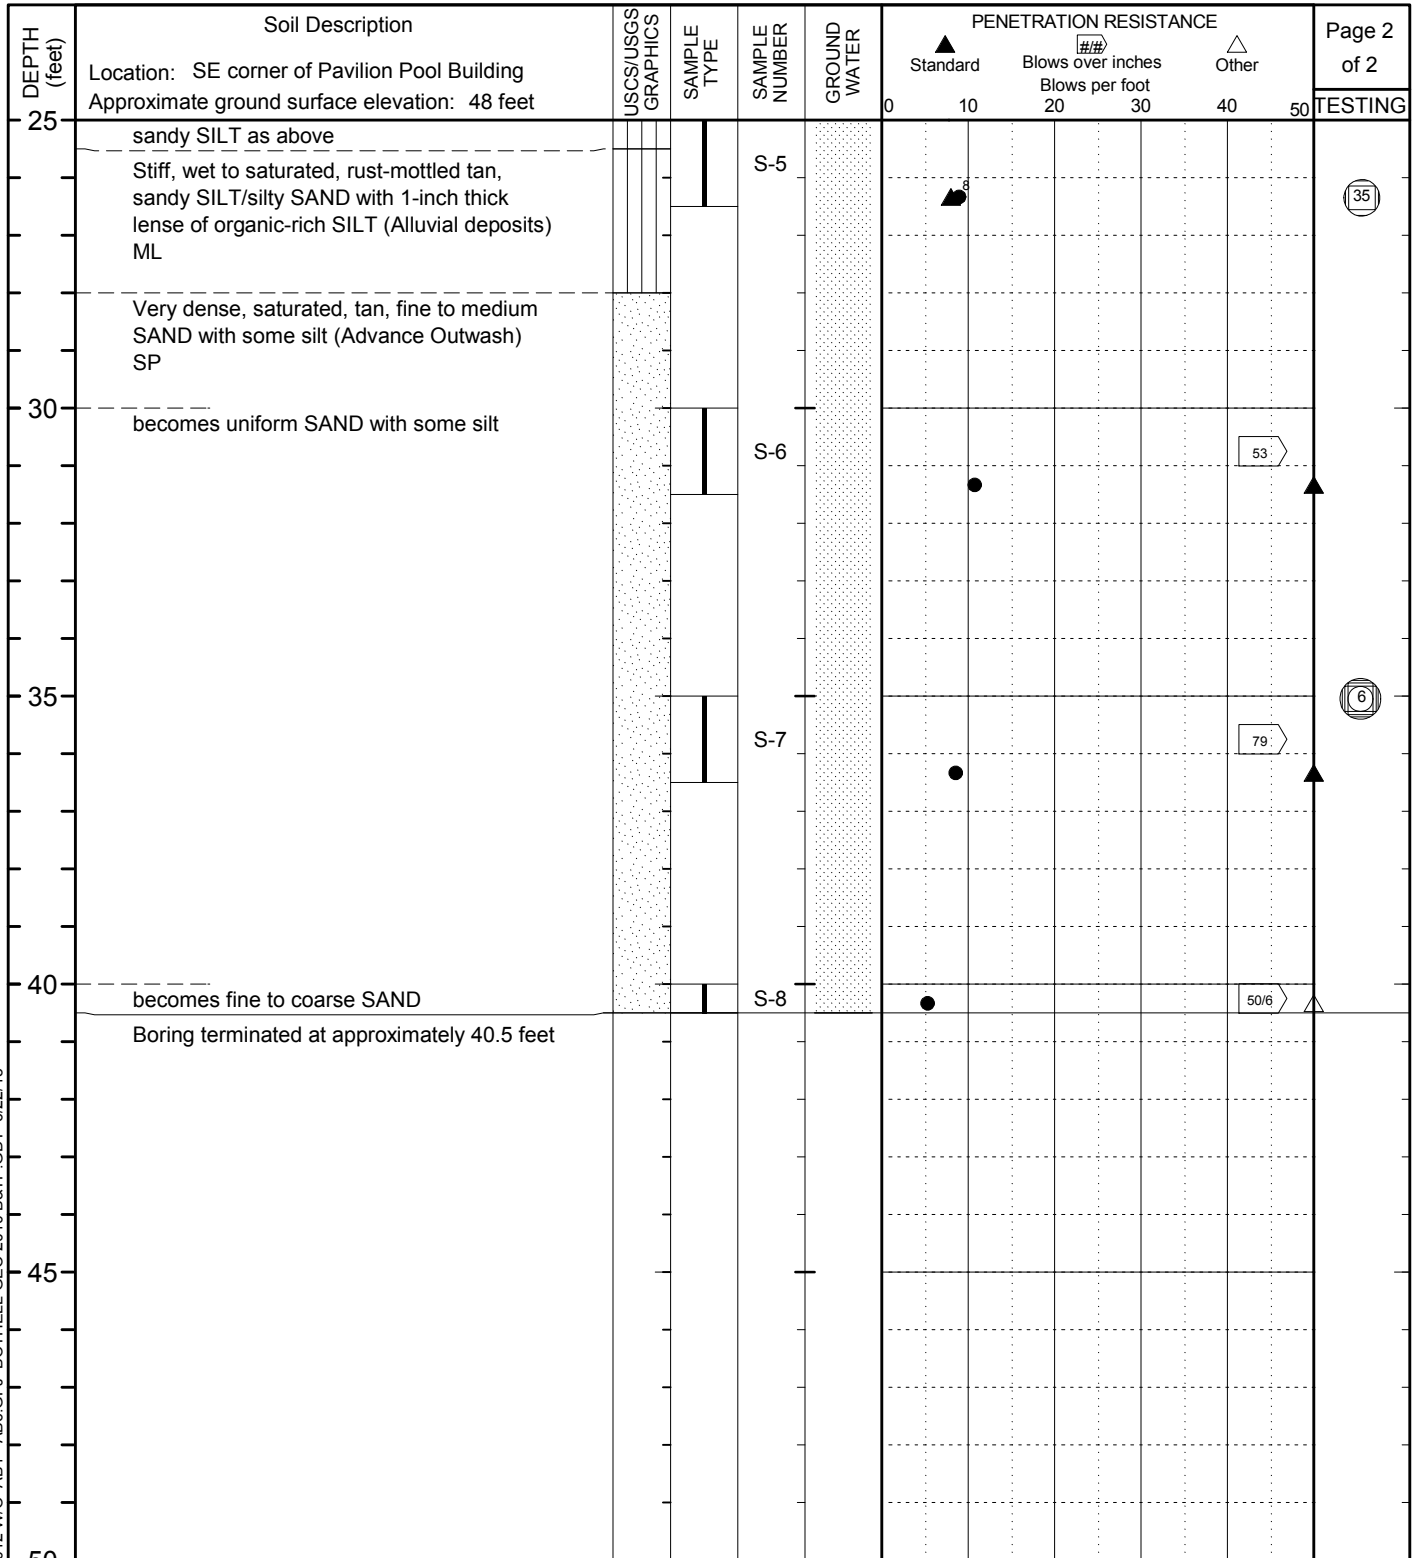 DEPTH
(feet)
Soil Description
Location: SE corner of Pavilion Pool Building
Approximate ground surface elevation: 48 feet
USCS/USGS
GRAPHICS
SAMPLE
TYPE
SAMPLE
NUMBER
GROUND
WATER
PENETRATION RESISTANCE
Standard
#/#
Blows over inches
Other
Blows per foot
0 10 20 30 40 50
Page 2
of 2
TESTING
25
sandy SILT as above
S-5
Stiff, wet to saturated, rust-mottled tan,
sandy SILT/silty SAND with 1-inch thick
lense of organic-rich SILT (Alluvial deposits)
ML
8
35
Very dense, saturated, tan, fine to medium
SAND with some silt (Advance Outwash)
SP
30
becomes uniform SAND with some silt
S-6
53
35
6
S-7
79
40
becomes fine to coarse SAND
S-8
50/6
Boring terminated at approximately 40.5 feet
45